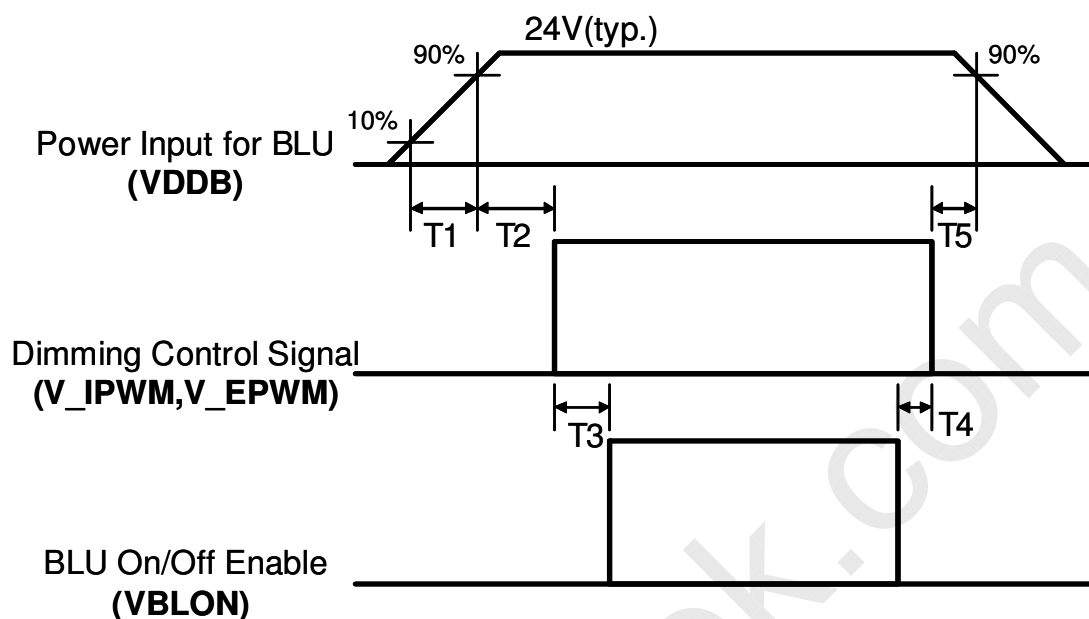 24V(typ.)
90%
90%
10%
Power Input for BLU
(VDDB)
T1
T2
T5
Dimming Control Signal
(V_IPWM,V_EPWM)
T3
T4
BLU On/Off Enable
(VBLON)